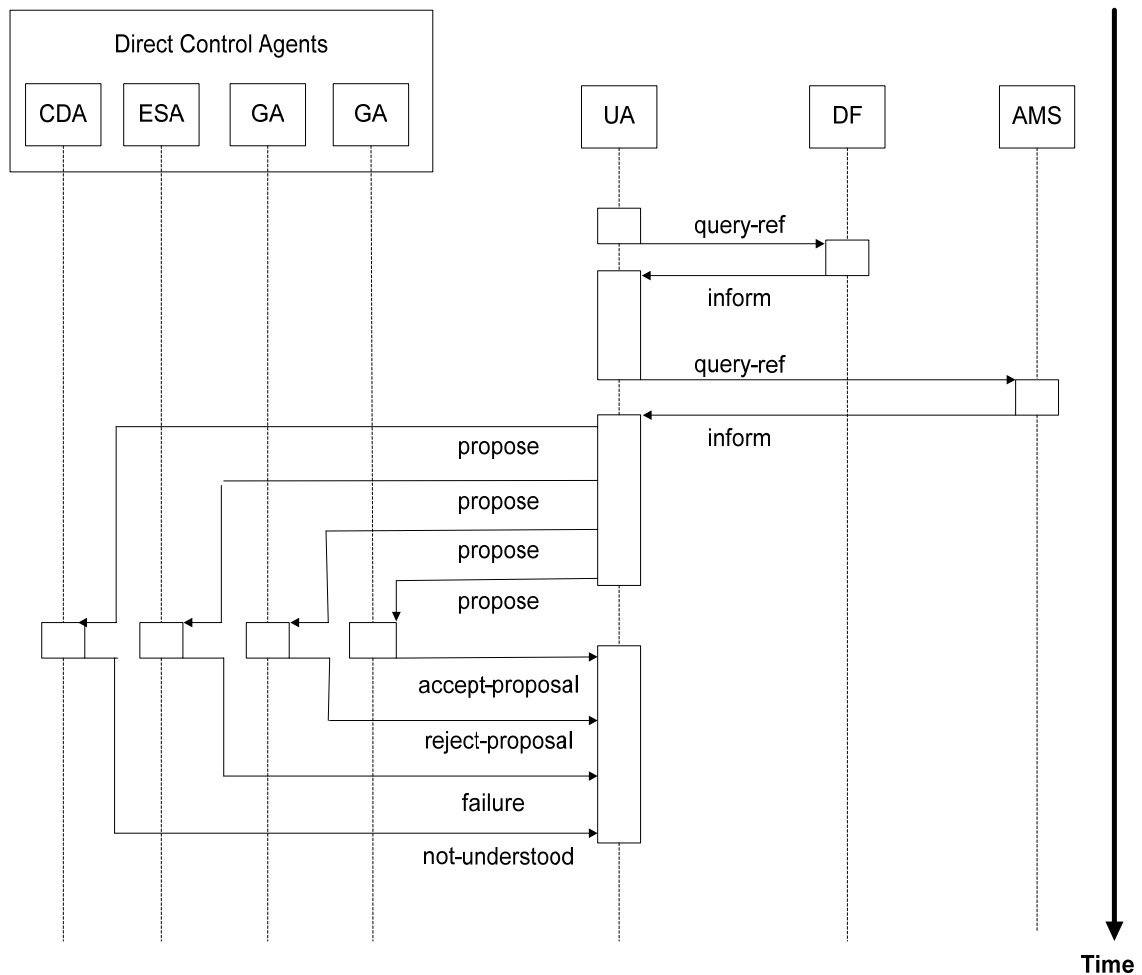 Direct Control Agents
CDA
ESA
GA
GA
UA
DF
AMS
query-ref
inform
query-ref
inform
propose
propose
propose
propose
accept-proposal
reject-proposal
failure
not-understood
Time